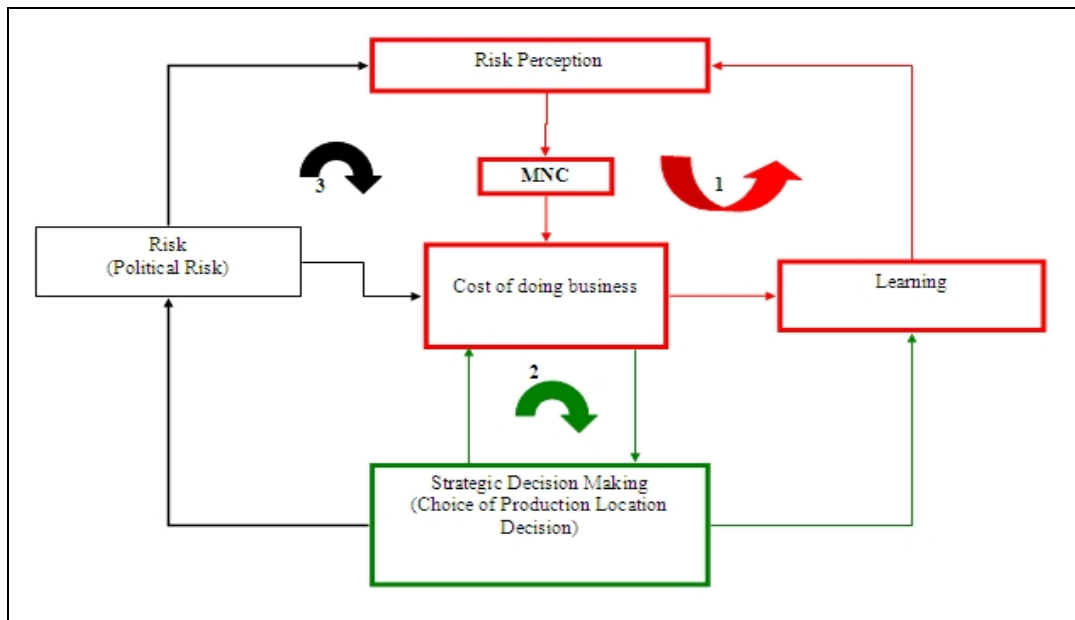 Risk Perception
MNC
1
3
Risk
(Political Risk)
Cost of doing business
Learning
2
Strategic Decision Making
(Choice of Production Location
Decision)